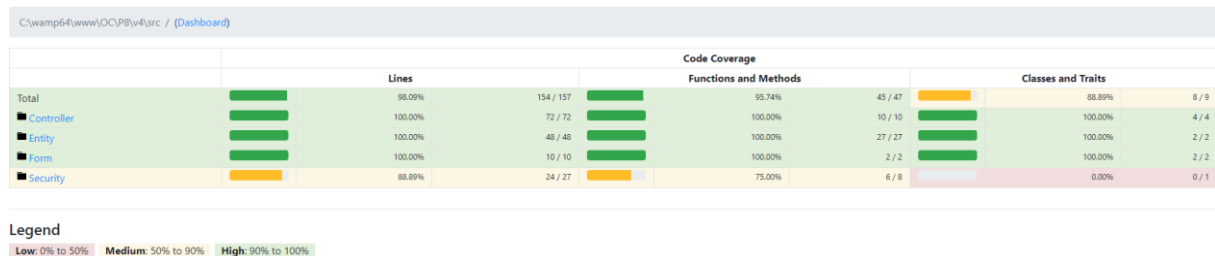 C:\wamp64\www\OC\P8\v4\src / (Dashboard)
Code Coverage
Lines Functions and Methods Classes and Traits
Total 98.09% 154 / 157 95.74% 45 / 47 88.89% 8 / 9
Controller 100.00% 72 / 72 100.00% 10 / 10 100.00% 4 / 4
Entity 100.00% 48 / 48 100.00% 27 / 27 100.00% 2 / 2
Form 100.00% 10 / 10 100.00% 2 / 2 100.00% 2 / 2
Security 88.89% 24 / 27 75.00% 6 / 8 0.00% 0 / 1
Legend
Low: 0% to 50% Medium: 50% to 90% High: 90% to 100%